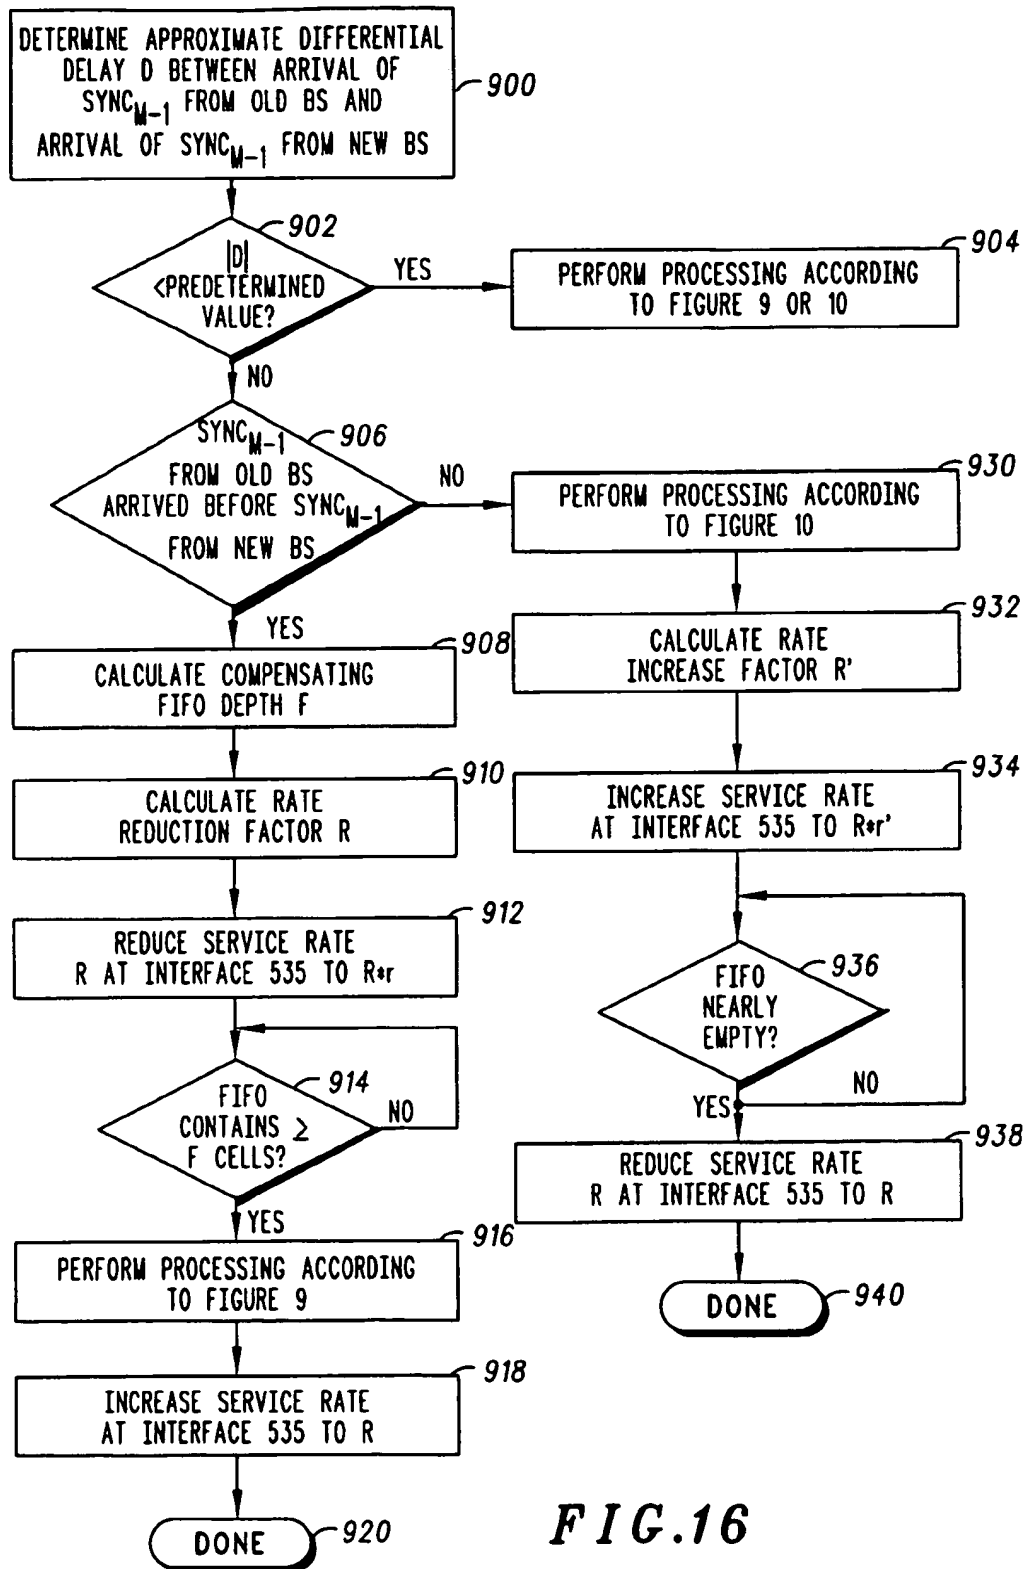 DETERMINE APPROXIMATE DIFFERENTIAL
DELAY D BETWEEN ARRIVAL OF
SYNC_M-1 FROM OLD BS AND
ARRIVAL OF SYNC_M-1 FROM NEW BS
900
902
|D|
<PREDETERMINED
VALUE?
YES
904
PERFORM PROCESSING ACCORDING
TO FIGURE 9 OR 10
NO
906
SYNC_M-1
FROM OLD BS
ARRIVED BEFORE SYNC_M-1
FROM NEW BS
NO
930
PERFORM PROCESSING ACCORDING
TO FIGURE 10
YES
932
CALCULATE RATE
INCREASE FACTOR R'
908
CALCULATE COMPENSATING
FIFO DEPTH F
934
INCREASE SERVICE RATE
AT INTERFACE 535 TO R*r'
910
CALCULATE RATE
REDUCTION FACTOR R
912
REDUCE SERVICE RATE
R AT INTERFACE 535 TO R*r
936
FIFO
NEARLY
EMPTY?
NO
YES
914
FIFO
CONTAINS ≥
F CELLS?
NO
YES
938
REDUCE SERVICE RATE
R AT INTERFACE 535 TO R
916
PERFORM PROCESSING ACCORDING
TO FIGURE 9
DONE
940
918
INCREASE SERVICE RATE
AT INTERFACE 535 TO R
DONE
920
FIG.16